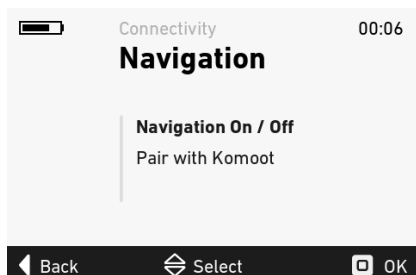 Connectivity
00:06
Navigation
Navigation On / Off
Pair with Komoot
Back
Select
OK